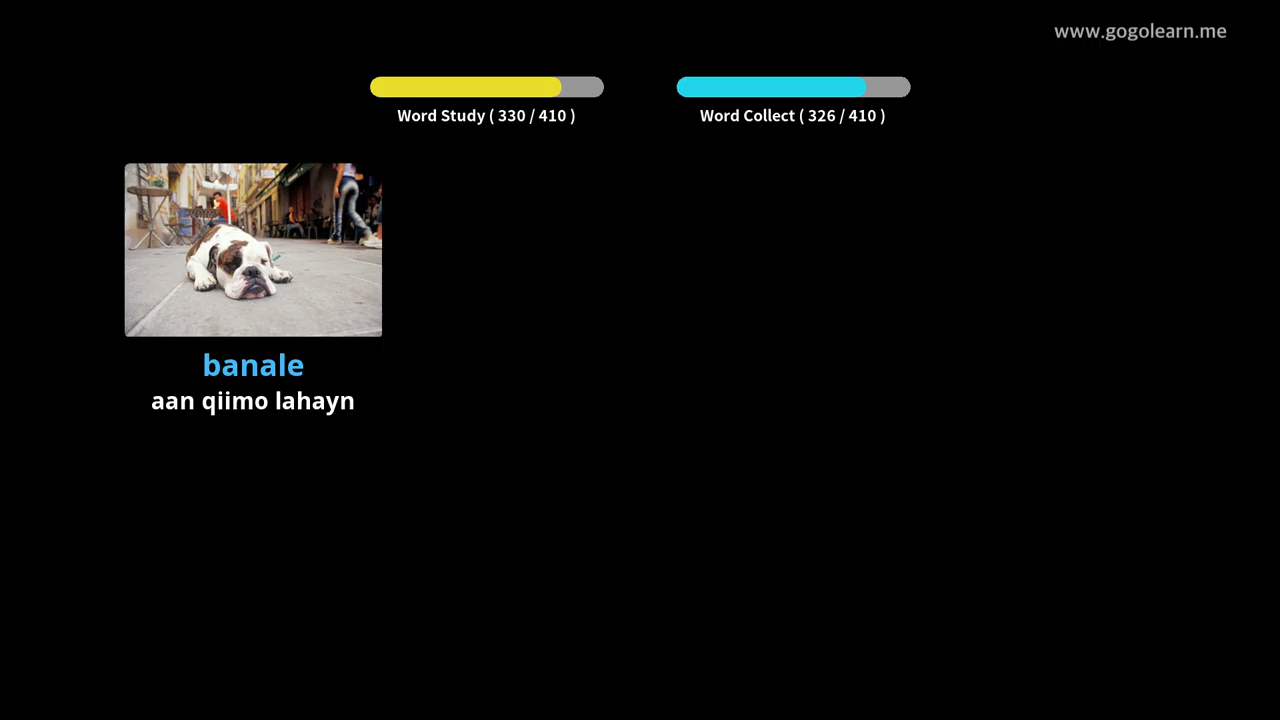 www.gogolearn.me
Word Study ( 330 / 410 )
Word Collect ( 326 / 410 )
banale
aan qiimo lahayn